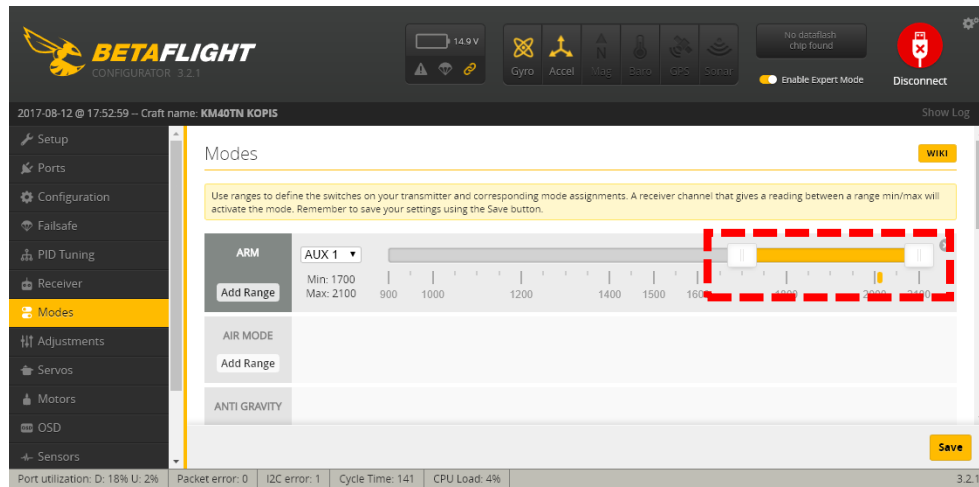 BETAFLIGHT
CONFIGURATOR 3.2.1
14.9 V
Gyro Accel Mag Baro GPS Sonar
No dataflash
chip found
Enable Expert Mode
Disconnect
2017-08-12 @ 17:52:59 -- Craft name: KM40TN KOPIS
Show Log
Setup
Ports
Configuration
Failsafe
PID Tuning
Receiver
Modes
Adjustments
Servos
Motors
OSD
Sensors
Modes
WIKI
Use ranges to define the switches on your transmitter and corresponding mode assignments. A receiver channel that gives a reading between a range min/max will
activate the mode. Remember to save your settings using the Save button.
ARM
Add Range
AUX 1
Min: 1700
Max: 2100
900 1000 1200 1400 1500
AIR MODE
Add Range
ANTI GRAVITY
Save
Port utilization: D: 18% U: 2% Packet error: 0 I2C error: 1 Cycle Time: 141 CPU Load: 4%
3.2.1